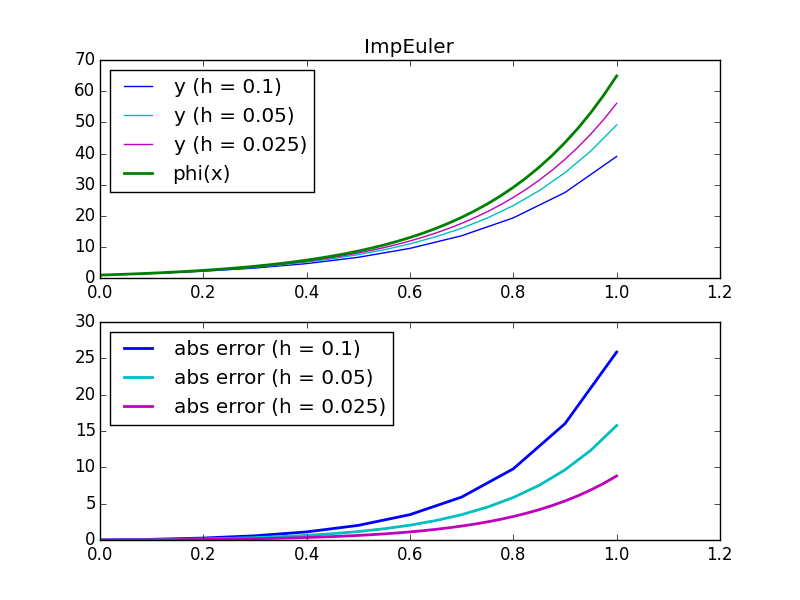 ImpEuler
70
60
50
40
30
20
10
0
y (h = 0.1)
y (h = 0.05)
y (h = 0.025)
phi(x)
0.0 0.2 0.4 0.6 0.8 1.0 1.2
30
25
20
15
10
5
0
abs error (h = 0.1)
abs error (h = 0.05)
abs error (h = 0.025)
0.0 0.2 0.4 0.6 0.8 1.0 1.2